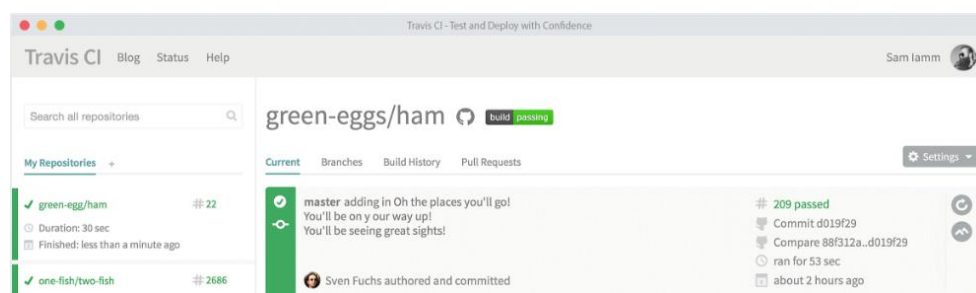 Travis CI - Test and Deploy with Confidence
Travis CI Blog Status Help
Sam Iamm
Search all repositories
My Repositories +
green-egg/ham # 22
Duration: 30 sec
Finished: less than a minute ago
one-fish/two-fish # 2686
green-eggs/ham build passing
Current Branches Build History Pull Requests
Settings
master adding in Oh the places you'll go!
You'll be on y our way up!
You'll be seeing great sights!
Sven Fuchs authored and committed
# 209 passed
Commit d019f29
Compare 88f312a..d019f29
ran for 53 sec
about 2 hours ago